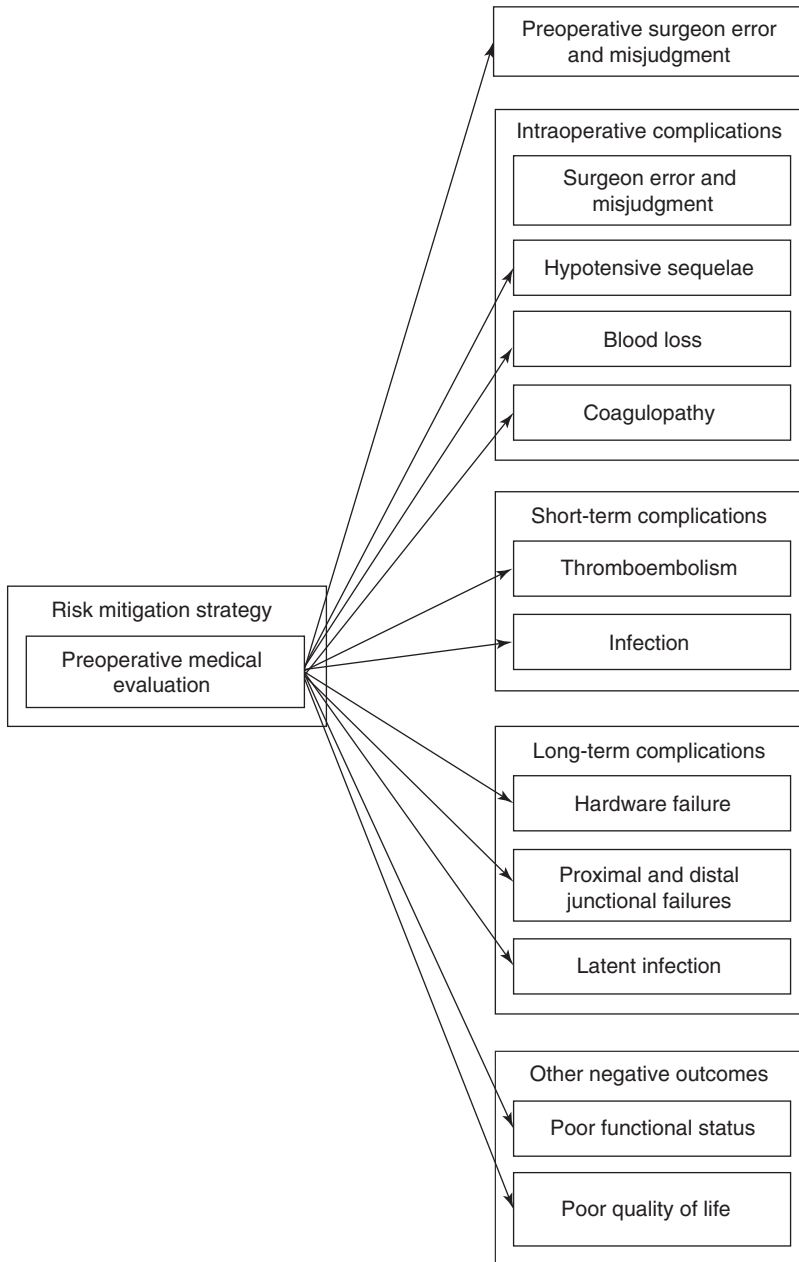 Preoperative surgeon error
and misjudgment
Intraoperative complications
Surgeon error and
misjudgment
Hypotensive sequelae
Blood loss
Coagulopathy
Short-term complications
Thromboembolism
Infection
Risk mitigation strategy
Preoperative medical
evaluation
Long-term complications
Hardware failure
Proximal and distal
junctional failures
Latent infection
Other negative outcomes
Poor functional status
Poor quality of life